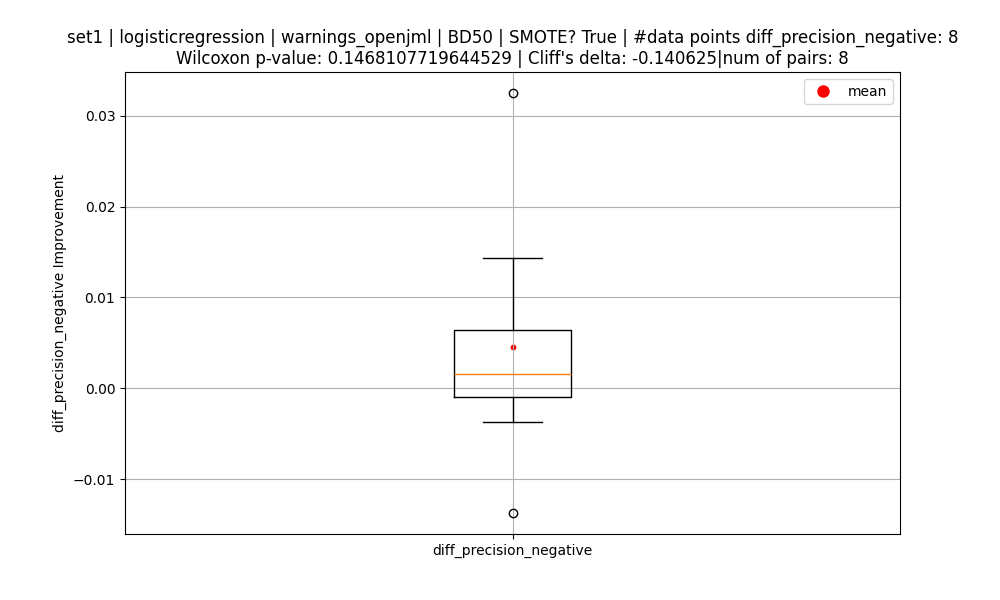 set1 | logisticregression | warnings_openjml | BD50 | SMOTE? True | #data points diff_precision_negative: 8
Wilcoxon p-value: 0.1468107719644529 | Cliff's delta: -0.140625|num of pairs: 8
mean
0.03
0.02
0.01
0.00
−0.01
diff_precision_negative Improvement
diff_precision_negative